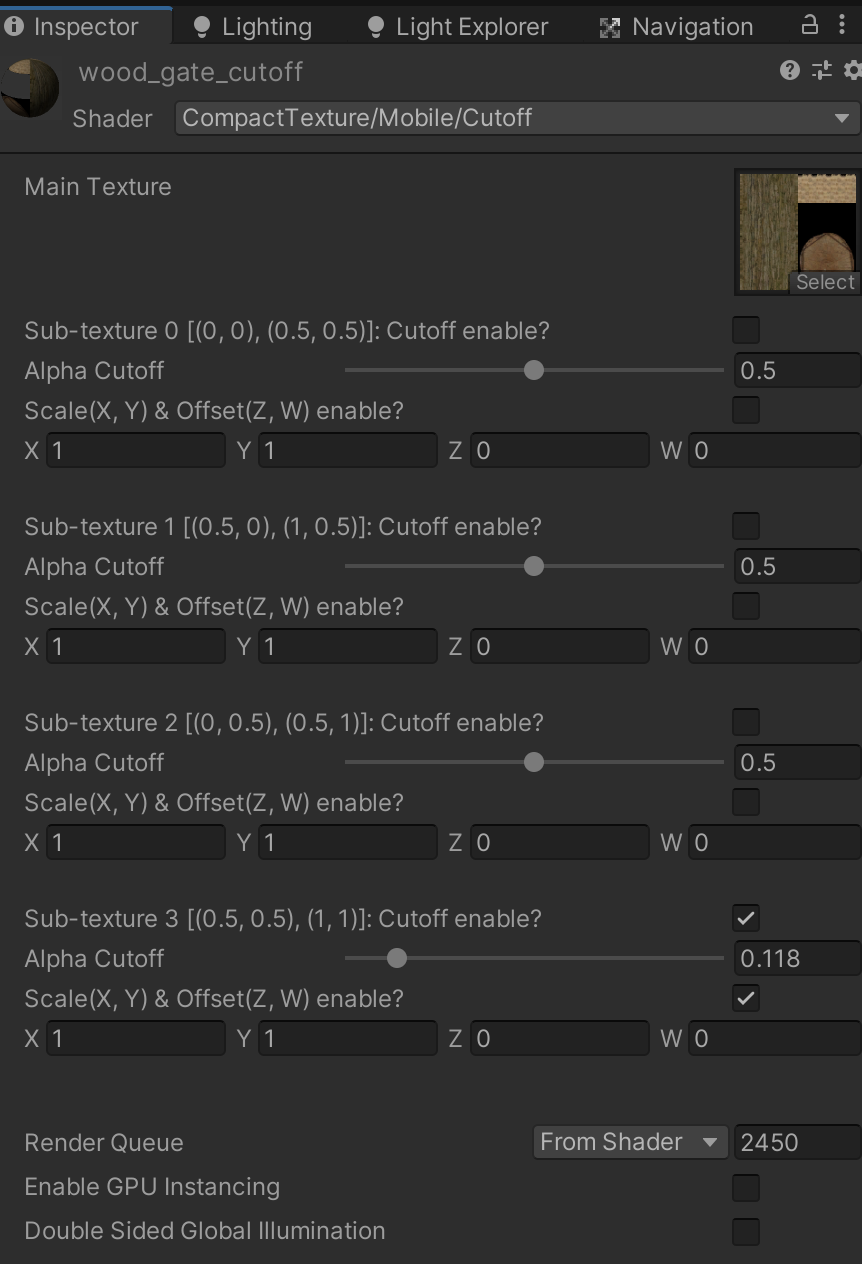 Inspector Lighting Light Explorer Navigation
wood_gate_cutoff
Shader CompactTexture/Mobile/Cutoff
Main Texture
Select
Sub-texture 0 [(0, 0), (0.5, 0.5)]: Cutoff enable?
Alpha Cutoff 0.5
Scale(X, Y) & Offset(Z, W) enable?
X 1 Y 1 Z 0 W 0
Sub-texture 1 [(0.5, 0), (1, 0.5)]: Cutoff enable?
Alpha Cutoff 0.5
Scale(X, Y) & Offset(Z, W) enable?
X 1 Y 1 Z 0 W 0
Sub-texture 2 [(0, 0.5), (0.5, 1)]: Cutoff enable?
Alpha Cutoff 0.5
Scale(X, Y) & Offset(Z, W) enable?
X 1 Y 1 Z 0 W 0
Sub-texture 3 [(0.5, 0.5), (1, 1)]: Cutoff enable?
Alpha Cutoff 0.118
Scale(X, Y) & Offset(Z, W) enable?
X 1 Y 1 Z 0 W 0
Render Queue From Shader 2450
Enable GPU Instancing
Double Sided Global Illumination